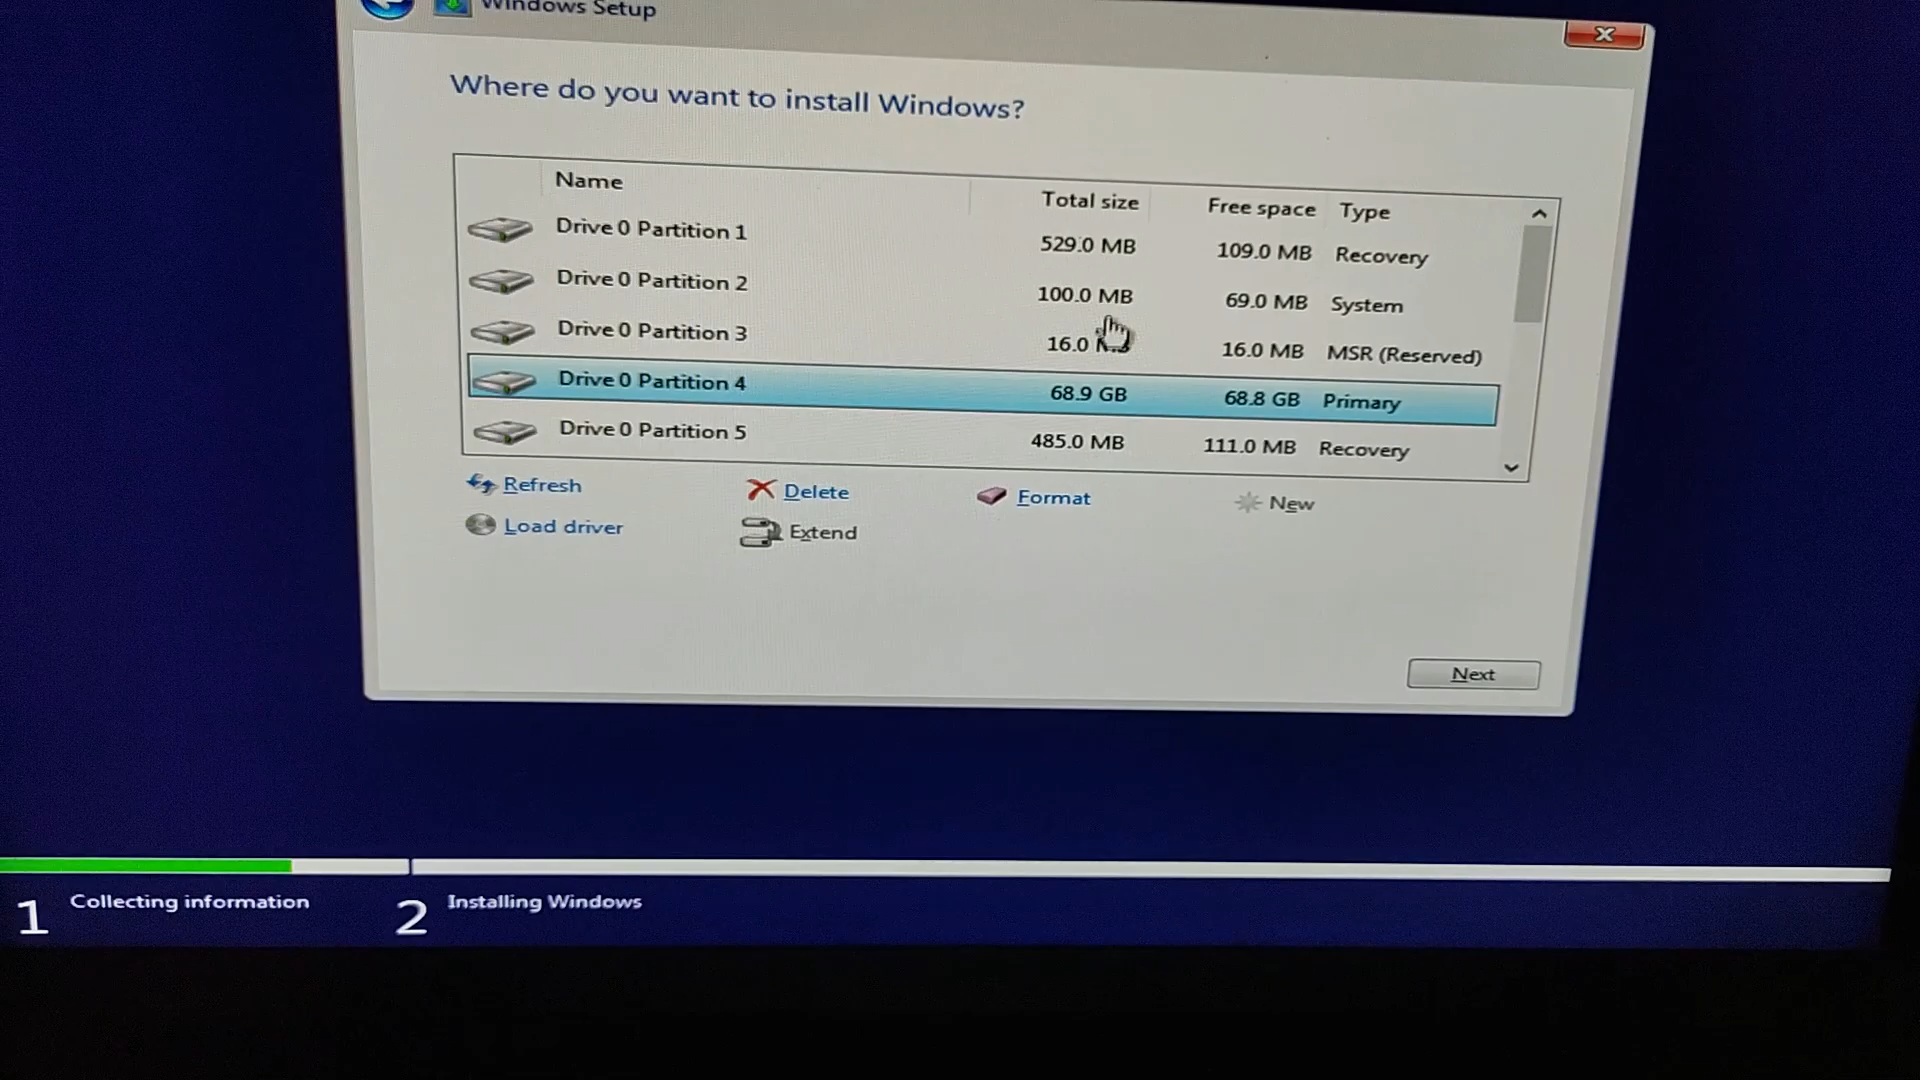 Windows Setup
Where do you want to install Windows?
Name Total size Free space Type
Drive 0 Partition 1 529.0 MB 109.0 MB Recovery
Drive 0 Partition 2 100.0 MB 69.0 MB System
Drive 0 Partition 3 16.0 16.0 MB MSR (Reserved)
Drive 0 Partition 4 68.9 GB 68.8 GB Primary
Drive 0 Partition 5 485.0 MB 111.0 MB Recovery
Refresh Delete Format New
Load driver Extend
Next
1 Collecting information 2 Installing Windows